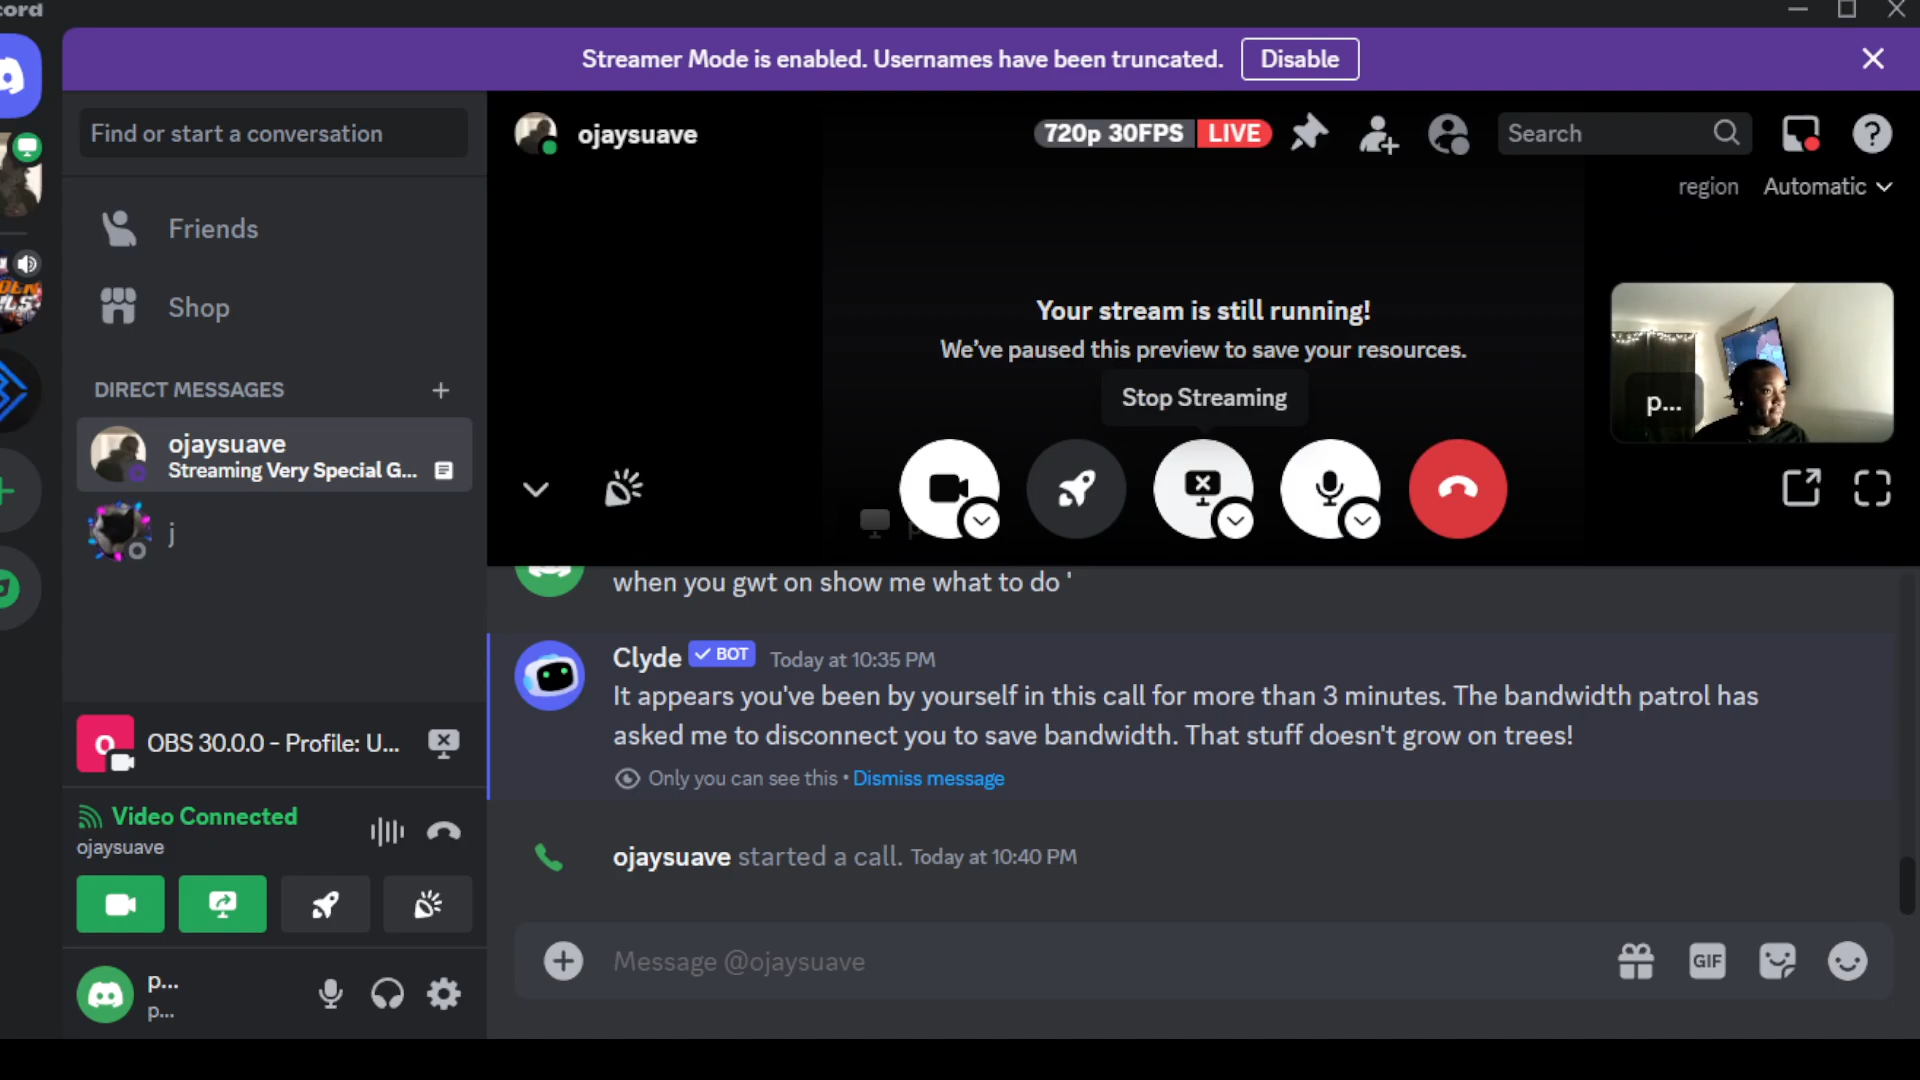 cord
Streamer Mode is enabled. Usernames have been truncated.
Disable
Find or start a conversation
ojaysuave
720p 30FPS
LIVE
Search
region
Automatic
Friends
Shop
Your stream is still running!
We've paused this preview to save your resources.
Stop Streaming
p...
DIRECT MESSAGES
ojaysuave
Streaming Very Special G...
j
when you gwt on show me what to do '
Clyde
BOT
Today at 10:35 PM
It appears you've been by yourself in this call for more than 3 minutes. The bandwidth patrol has
asked me to disconnect you to save bandwidth. That stuff doesn't grow on trees!
Only you can see this • Dismiss message
ojaysuave started a call. Today at 10:40 PM
OBS 30.0.0 - Profile: U...
Video Connected
ojaysuave
Message @ojaysuave
GIF
p...
p...